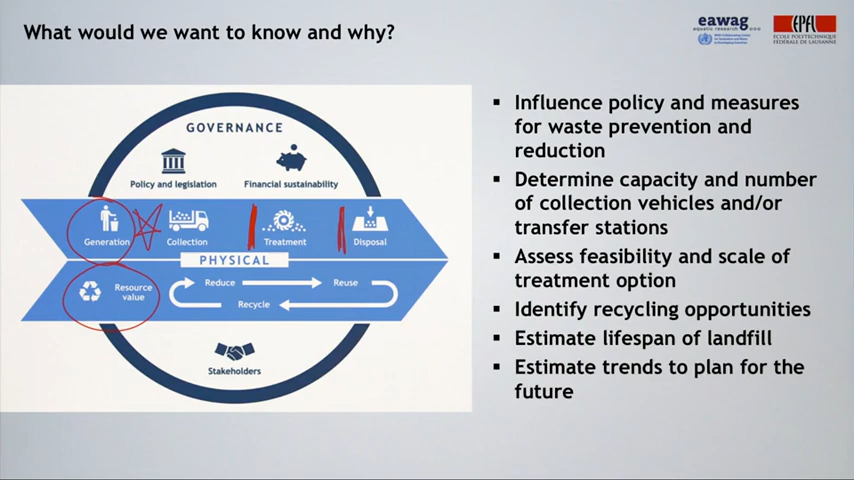 What would we want to know and why?
eawag
aquatic research
EPFL
ECOLE POLYTECHNIQUE
FÉDÉRALE DE LAUSANNE
GOVERNANCE
Policy and legislation
Financial sustainability
Generation
Collection
Treatment
Disposal
PHYSICAL
Resource
value
Reduce
Reuse
Recycle
Stakeholders
▪ Influence policy and measures
for waste prevention and
reduction
▪ Determine capacity and number
of collection vehicles and/or
transfer stations
▪ Assess feasibility and scale of
treatment option
▪ Identify recycling opportunities
▪ Estimate lifespan of landfill
▪ Estimate trends to plan for the
future